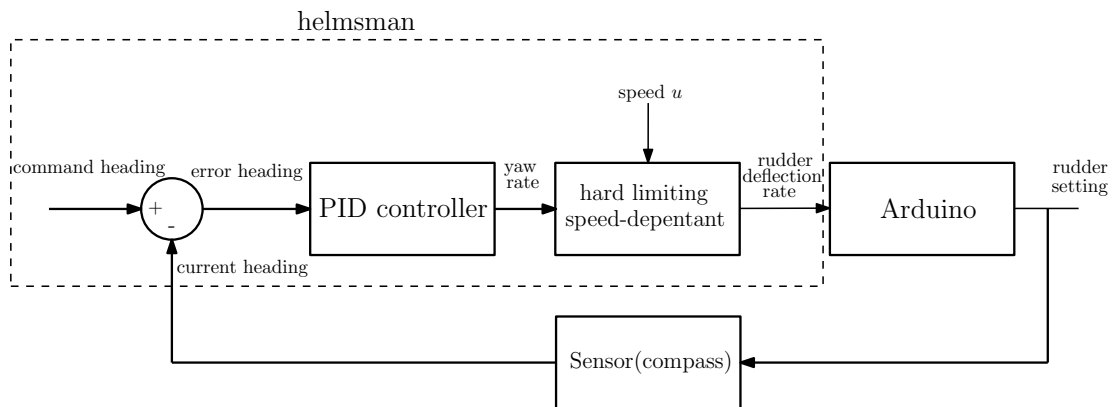 helmsman
speed u
command heading
error heading
yaw
rate
rudder
deflection
rate
rudder
setting
+
-
PID controller
hard limiting
speed-depentant
Arduino
current heading
Sensor(compass)